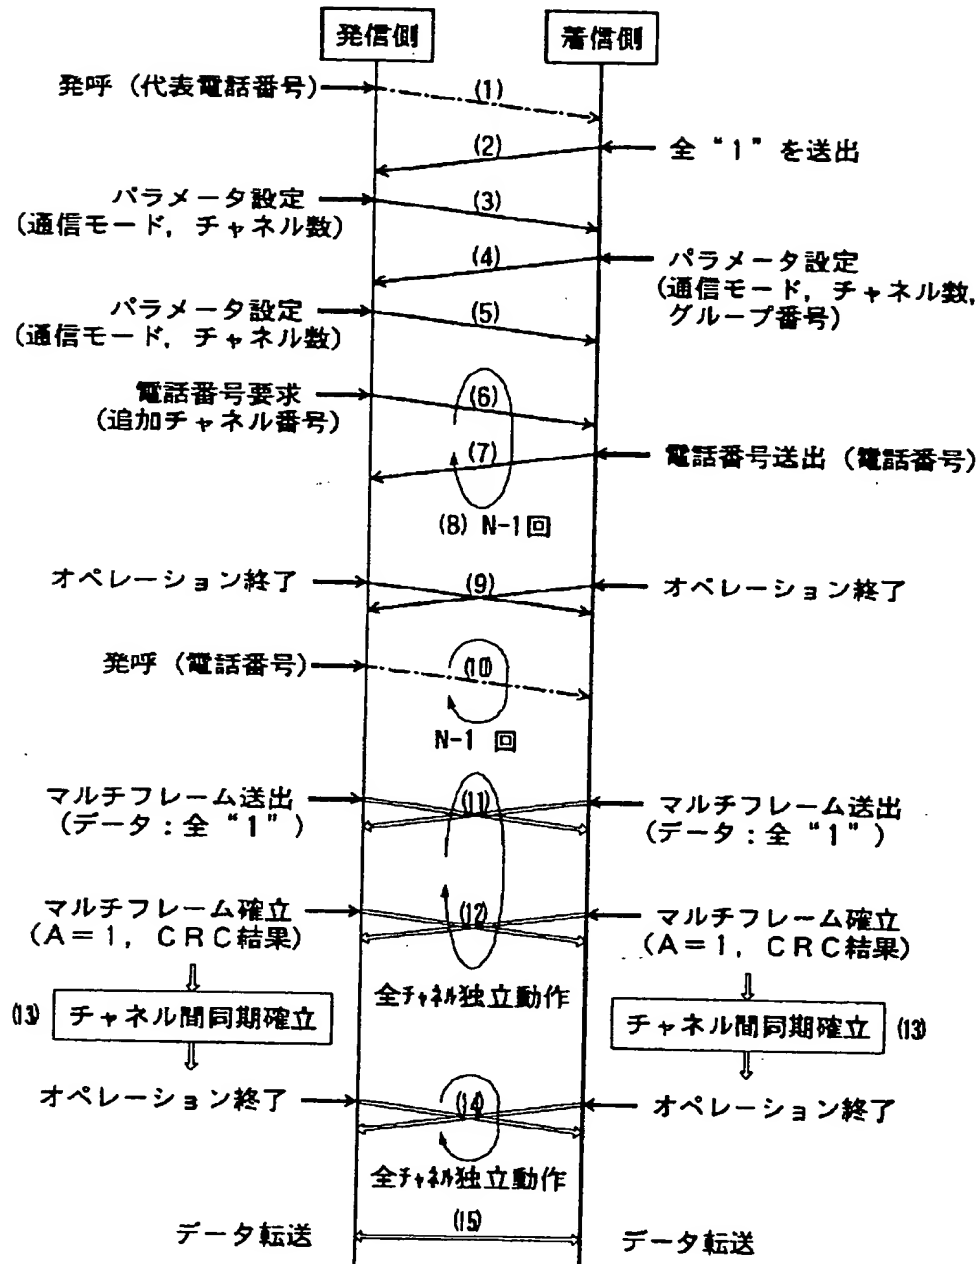 発信側
着信側
発呼（代表電話番号）
(1)
(2)
全“1”を送出
パラメータ設定
(通信モード，チャネル数)
(3)
(4)
パラメータ設定
(通信モード，チャネル数，
グループ番号)
パラメータ設定
(通信モード，チャネル数)
(5)
電話番号要求
(追加チャネル番号)
(6)
(7)
電話番号送出（電話番号）
(8) N-1回
オペレーション終了
(9)
オペレーション終了
発呼（電話番号）
(10)
N-1 回
マルチフレーム送出
(データ：全“1”)
(11)
マルチフレーム送出
(データ：全“1”)
マルチフレーム確立
(A＝1，CRC結果)
(12)
マルチフレーム確立
(A＝1，CRC結果)
全チャネル独立動作
(13)
チャネル間同期確立
チャネル間同期確立
(13)
オペレーション終了
(14)
オペレーション終了
全チャネル独立動作
データ転送
(15)
データ転送